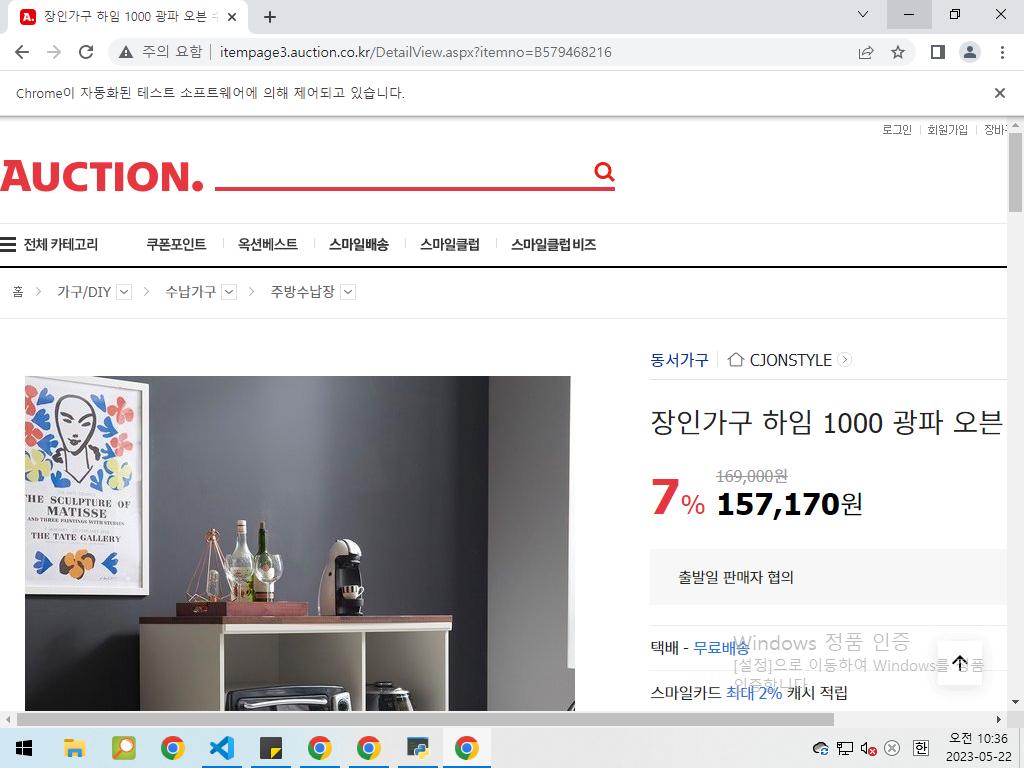 장인가구 하임 1000 광파 오븐
주의 요함
itempage3.auction.co.kr/DetailView.aspx?itemno=B579468216
Chrome이 자동화된 테스트 소프트웨어에 의해 제어되고 있습니다.
로그인 회원가입 장바
AUCTION.
전체 카테고리 쿠폰포인트 옥션베스트 스마일배송 스마일클럽 스마일클럽 비즈
홈 가구/DIY 수납가구 주방수납장
동서가구 CJONSTYLE
장인가구 하임 1000 광파 오븐
169,000원
7% 157,170원
출발일 판매자 협의
택배 - 무료배송
스마일카드 최대 2% 캐시 적립
Windows 정품 인증
[설정]으로 이동하여 Windows를 정품
인증합니다.
THE SCULPTURE OF
MATISSE
AND THREE PAINTINGS WITH STUDIES
THE TATE GALLERY
한
오전 10:36
2023-05-22